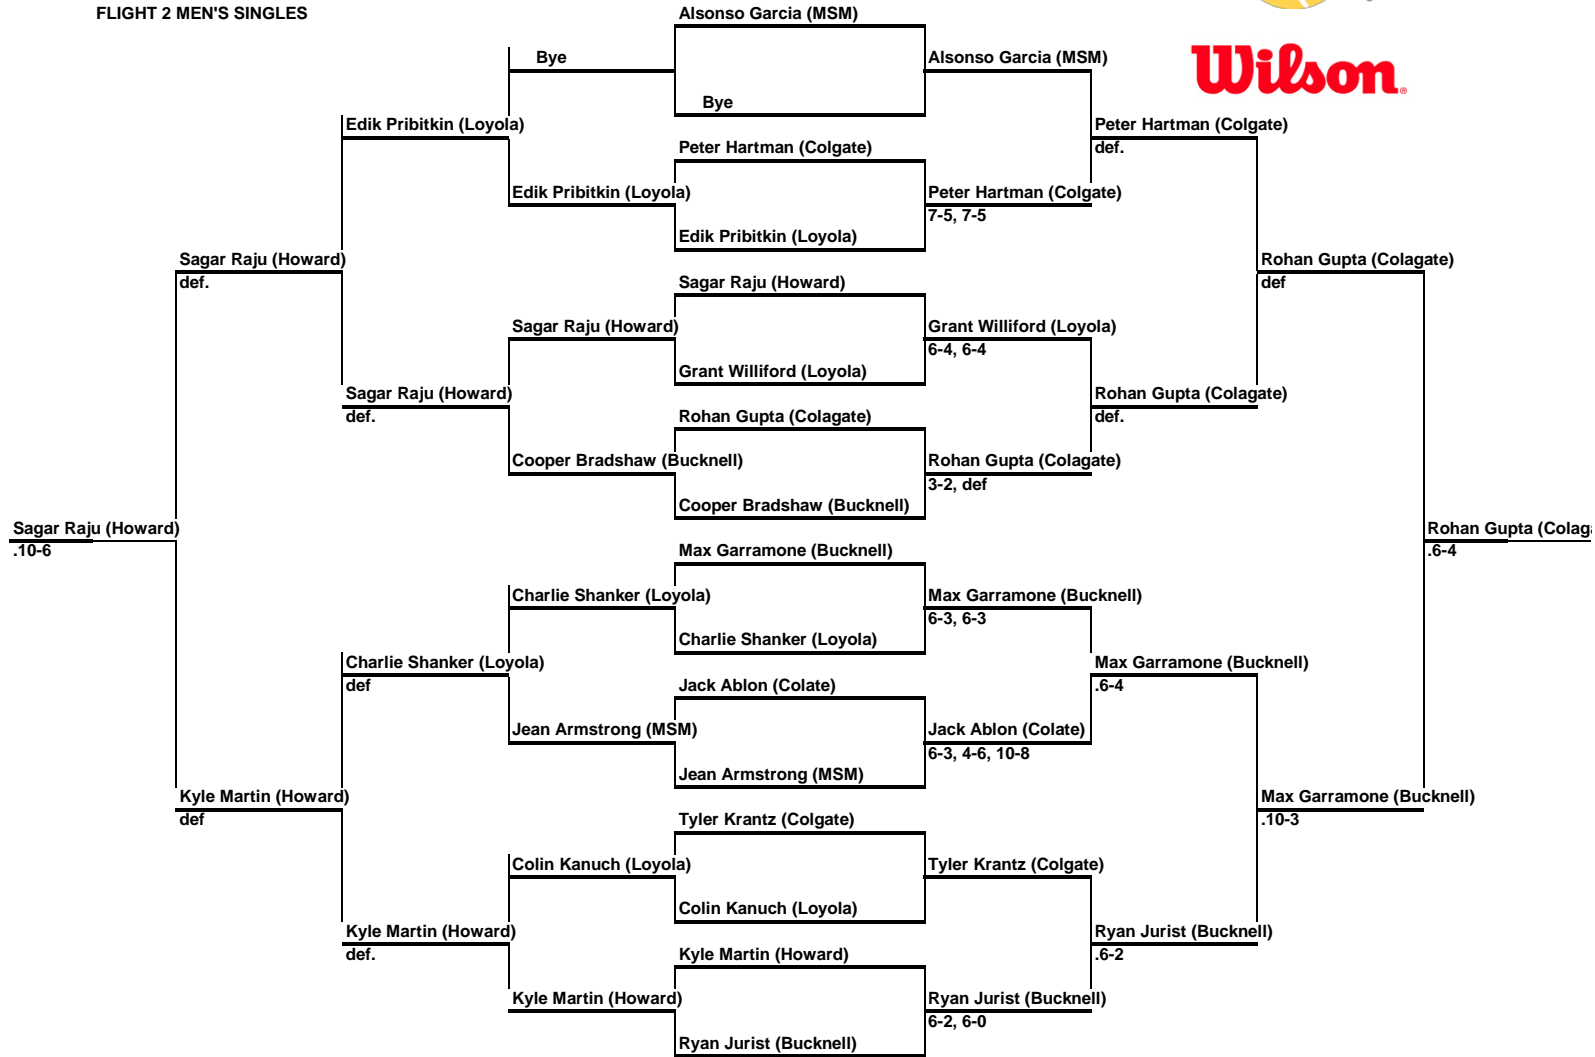 FLIGHT 2 MEN'S SINGLES
Alsonso Garcia (MSM)
Bye
Alsonso Garcia (MSM)
Wilson.
Bye
Edik Pribitkin (Loyola)
Peter Hartman (Colgate)
def.
Peter Hartman (Colgate)
Edik Pribitkin (Loyola)
Peter Hartman (Colgate)
7-5, 7-5
Edik Pribitkin (Loyola)
Sagar Raju (Howard)
def.
Rohan Gupta (Colagate)
def
Sagar Raju (Howard)
Sagar Raju (Howard)
Grant Williford (Loyola)
6-4, 6-4
Grant Williford (Loyola)
Sagar Raju (Howard)
def.
Rohan Gupta (Colagate)
def.
Rohan Gupta (Colagate)
Cooper Bradshaw (Bucknell)
Rohan Gupta (Colagate)
3-2, def
Cooper Bradshaw (Bucknell)
Sagar Raju (Howard)
.10-6
Rohan Gupta (Colag
.6-4
Max Garramone (Bucknell)
Charlie Shanker (Loyola)
Max Garramone (Bucknell)
6-3, 6-3
Charlie Shanker (Loyola)
Charlie Shanker (Loyola)
def
Max Garramone (Bucknell)
.6-4
Jack Ablon (Colate)
Jean Armstrong (MSM)
Jack Ablon (Colate)
6-3, 4-6, 10-8
Jean Armstrong (MSM)
Kyle Martin (Howard)
def
Max Garramone (Bucknell)
.10-3
Tyler Krantz (Colgate)
Colin Kanuch (Loyola)
Tyler Krantz (Colgate)
Colin Kanuch (Loyola)
Kyle Martin (Howard)
def.
Ryan Jurist (Bucknell)
.6-2
Kyle Martin (Howard)
Kyle Martin (Howard)
Ryan Jurist (Bucknell)
6-2, 6-0
Ryan Jurist (Bucknell)